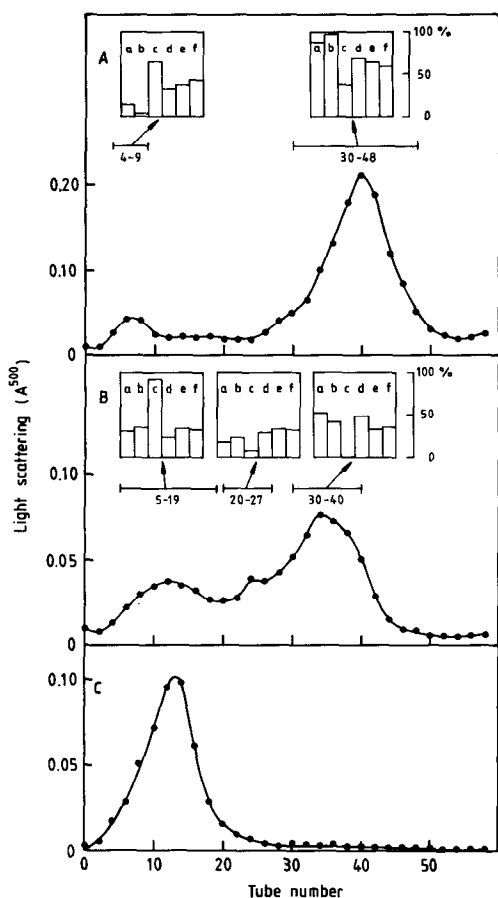 A
a b c d e f
4-9
a b c d e f
100 %
50
0
30-48
0.20
0.10
0
B
a b c d e f
5-19
a b c d e f
20-27
a b c d e f
30-40
100 %
50
0
0.10
0.05
0
C
0.10
0.05
0
0 10 20 30 40 50
Tube number
Light scattering (A500)